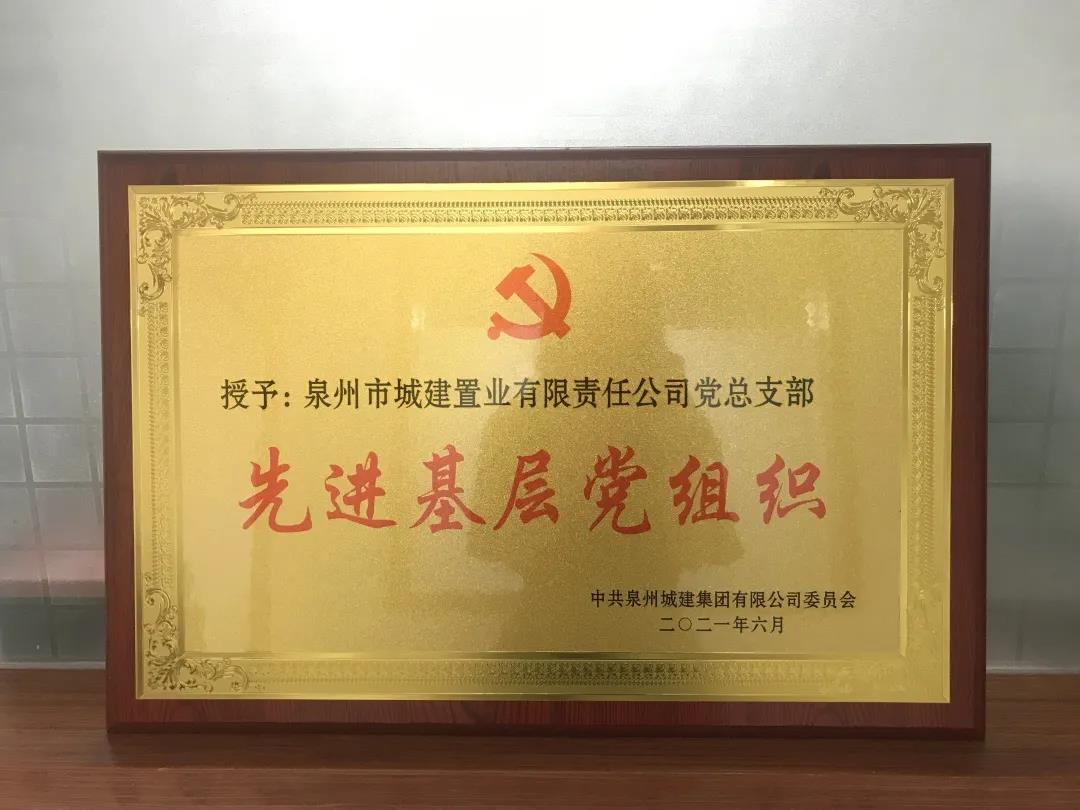 授予：泉州市城建置业有限责任公司党总支部
先进基层党组织
中共泉州城建集团有限公司委员会
二〇二一年六月